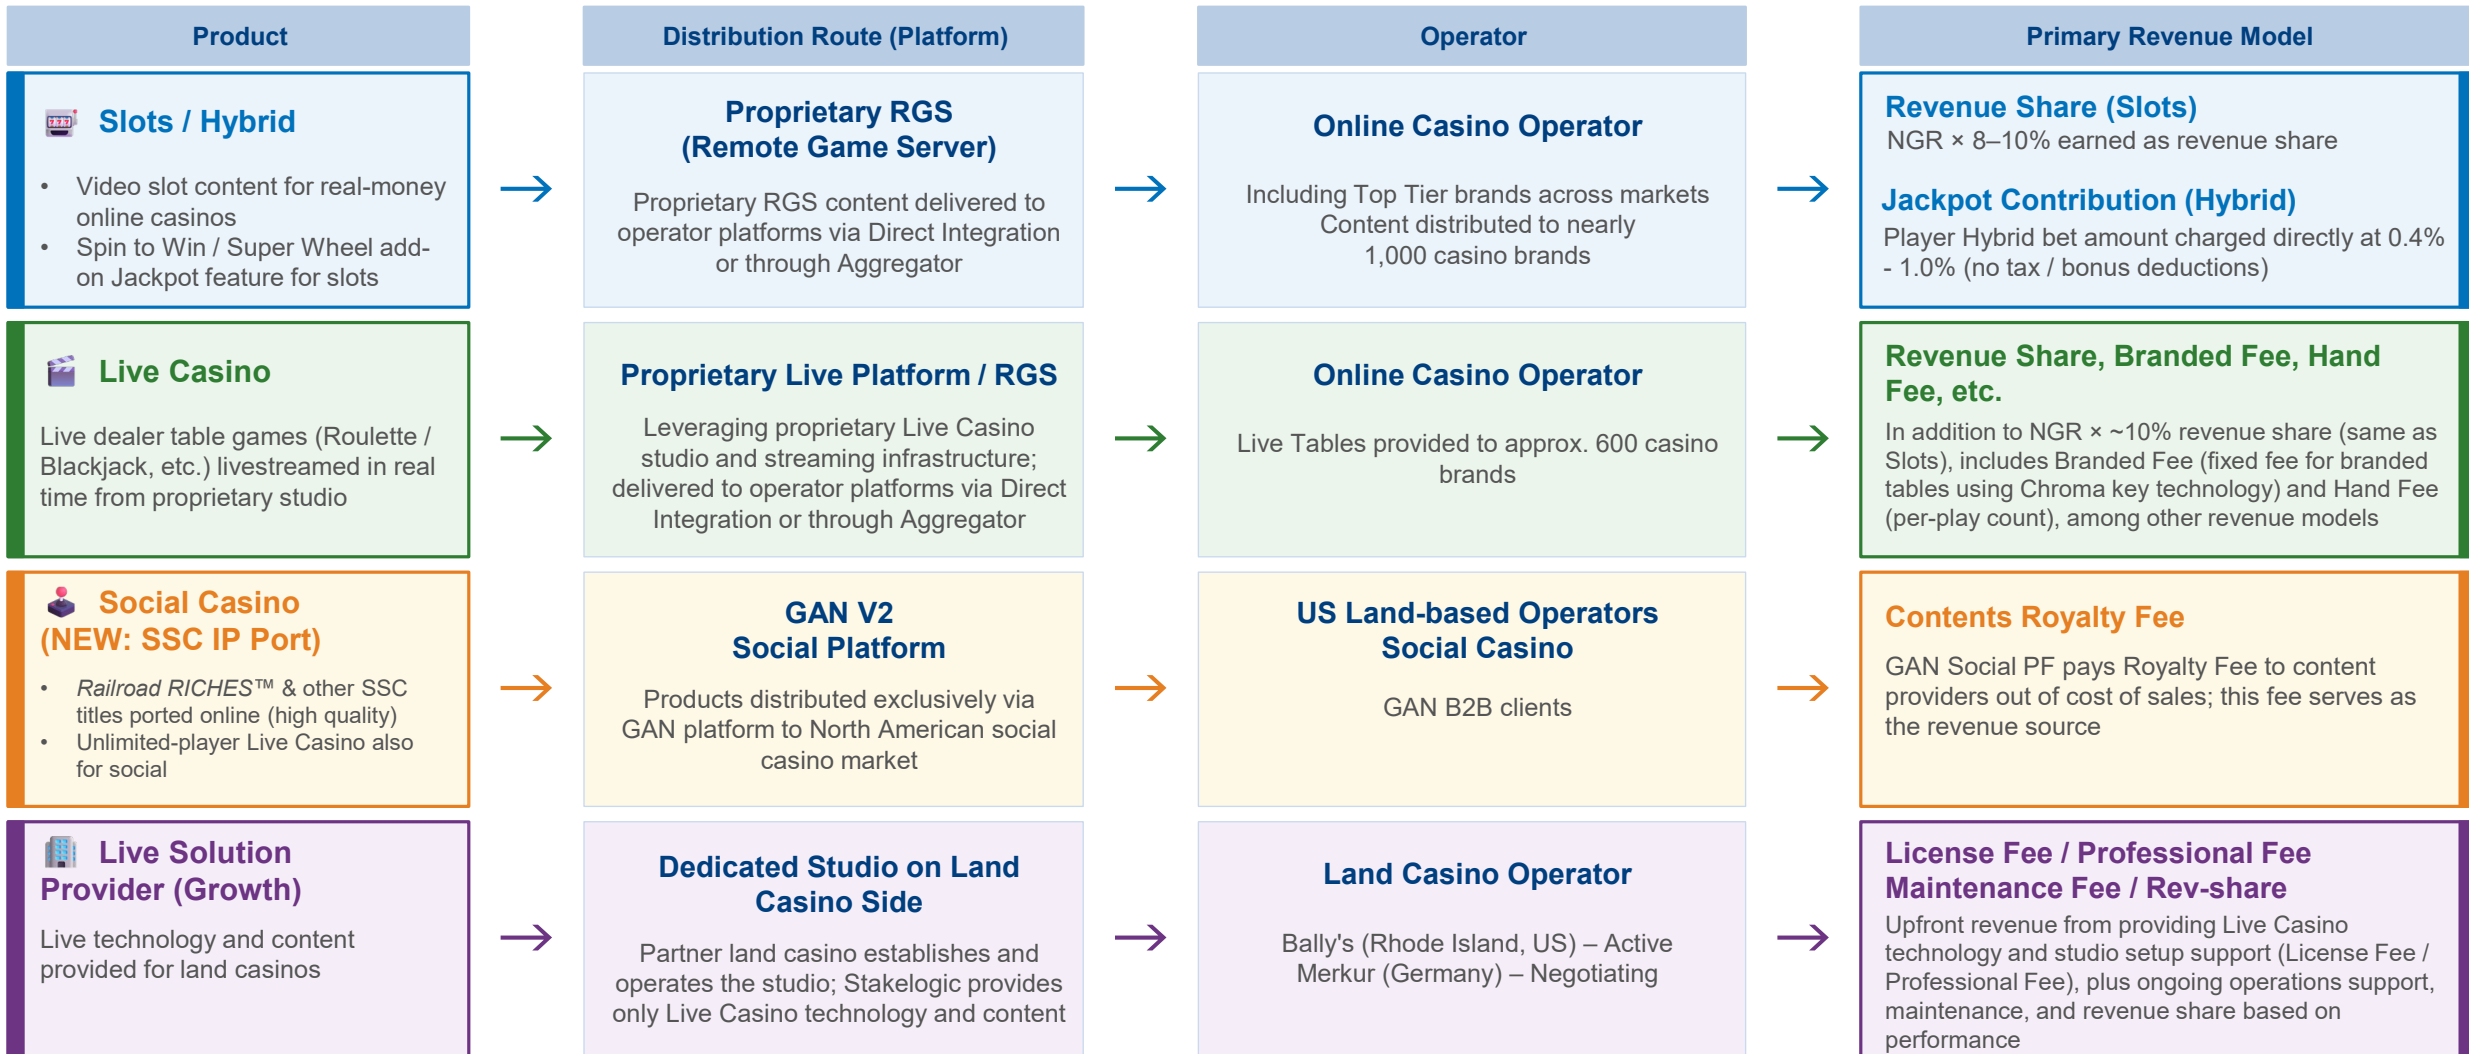 Product
Distribution Route (Platform)
Operator
Primary Revenue Model
777
Slots / Hybrid
• Video slot content for real-money
online casinos
• Spin to Win / Super Wheel add-
on Jackpot feature for slots
Proprietary RGS
(Remote Game Server)
Proprietary RGS content delivered to
operator platforms via Direct Integration
or through Aggregator
Online Casino Operator
Including Top Tier brands across markets
Content distributed to nearly
1,000 casino brands
Revenue Share (Slots)
NGR × 8–10% earned as revenue share
Jackpot Contribution (Hybrid)
Player Hybrid bet amount charged directly at 0.4%
- 1.0% (no tax / bonus deductions)
Live Casino
Live dealer table games (Roulette /
Blackjack, etc.) livestreamed in real
time from proprietary studio
Proprietary Live Platform / RGS
Leveraging proprietary Live Casino
studio and streaming infrastructure;
delivered to operator platforms via Direct
Integration or through Aggregator
Online Casino Operator
Live Tables provided to approx. 600 casino
brands
Revenue Share, Branded Fee, Hand
Fee, etc.
In addition to NGR × ~10% revenue share (same as
Slots), includes Branded Fee (fixed fee for branded
tables using Chroma key technology) and Hand Fee
(per-play count), among other revenue models
Social Casino
(NEW: SSC IP Port)
• Railroad RICHES™ & other SSC
titles ported online (high quality)
• Unlimited-player Live Casino also
for social
GAN V2
Social Platform
Products distributed exclusively via
GAN platform to North American social
casino market
US Land-based Operators
Social Casino
GAN B2B clients
Contents Royalty Fee
GAN Social PF pays Royalty Fee to content
providers out of cost of sales; this fee serves as
the revenue source
Live Solution
Provider (Growth)
Live technology and content
provided for land casinos
Dedicated Studio on Land
Casino Side
Partner land casino establishes and
operates the studio; Stakelogic provides
only Live Casino technology and content
Land Casino Operator
Bally's (Rhode Island, US) – Active
Merkur (Germany) – Negotiating
License Fee / Professional Fee
Maintenance Fee / Rev-share
Upfront revenue from providing Live Casino
technology and studio setup support (License Fee /
Professional Fee), plus ongoing operations support,
maintenance, and revenue share based on
performance